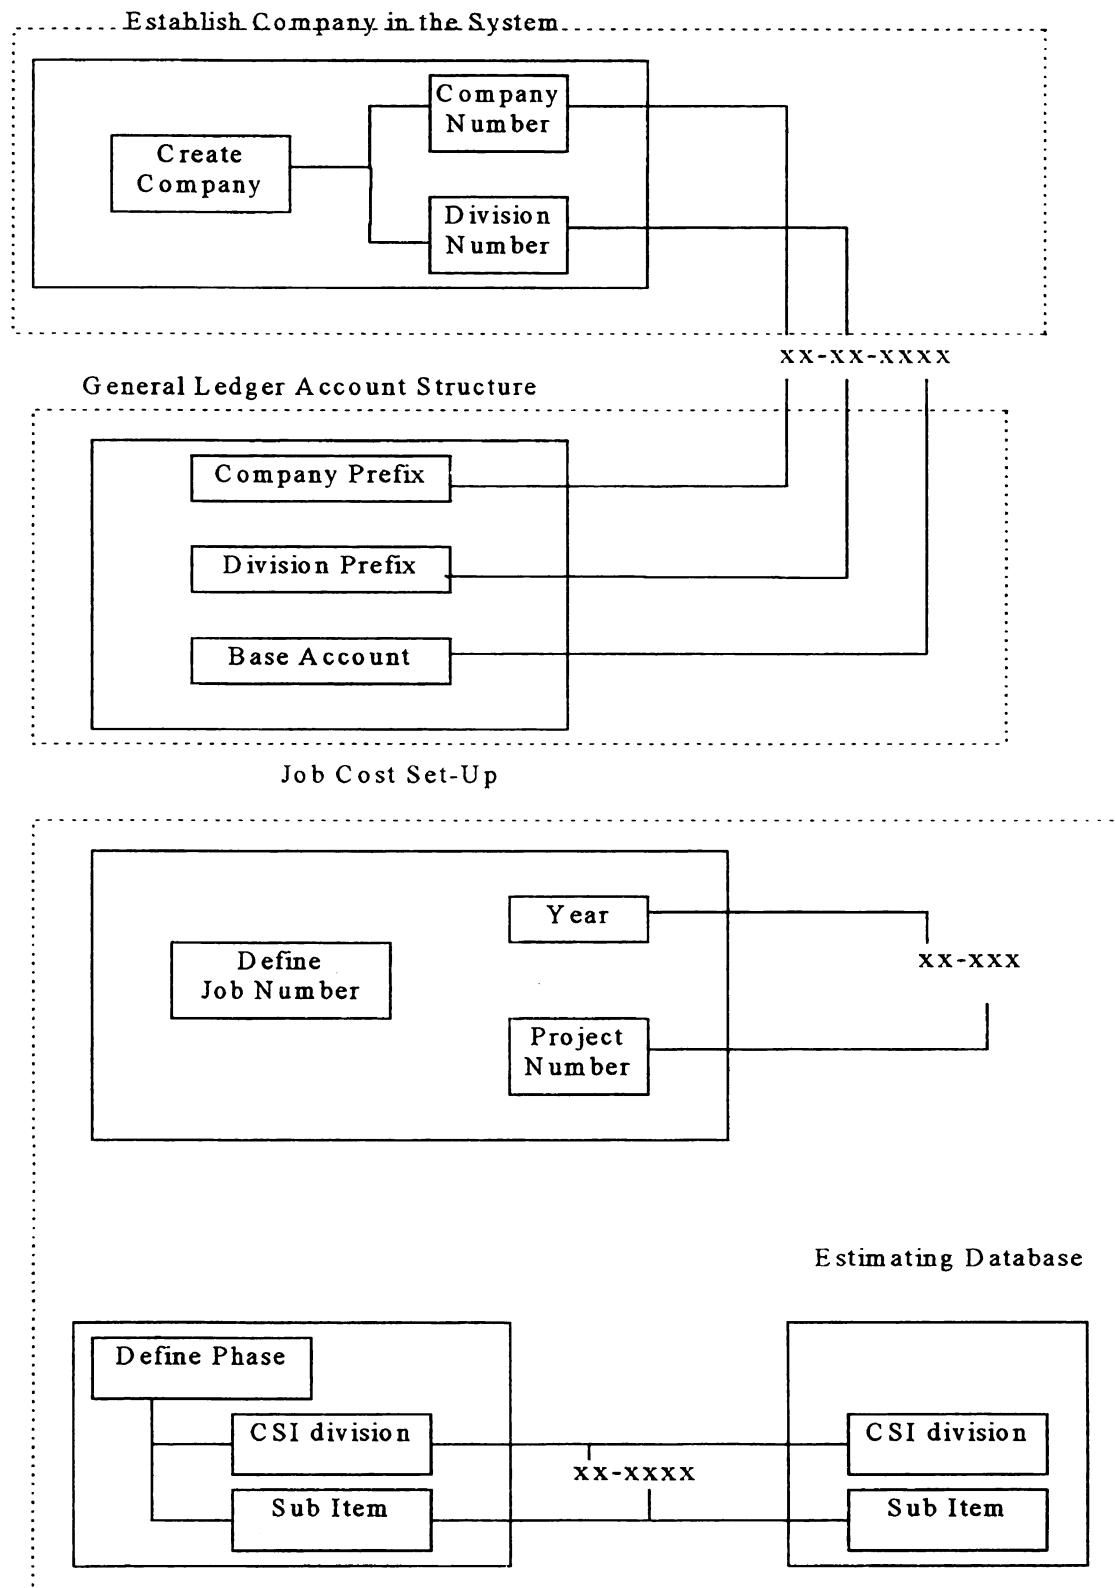 Establish Company in the System
Company
Number
Create
Company
Division
Number
xx-xx-xxxx
General Ledger Account Structure
Company Prefix
Division Prefix
Base Account
Job Cost Set-Up
Year
Define
Job Number
xx-xxx
Project
Number
Estimating Database
Define Phase
CSI division
CSI division
xx-xxxx
Sub Item
Sub Item